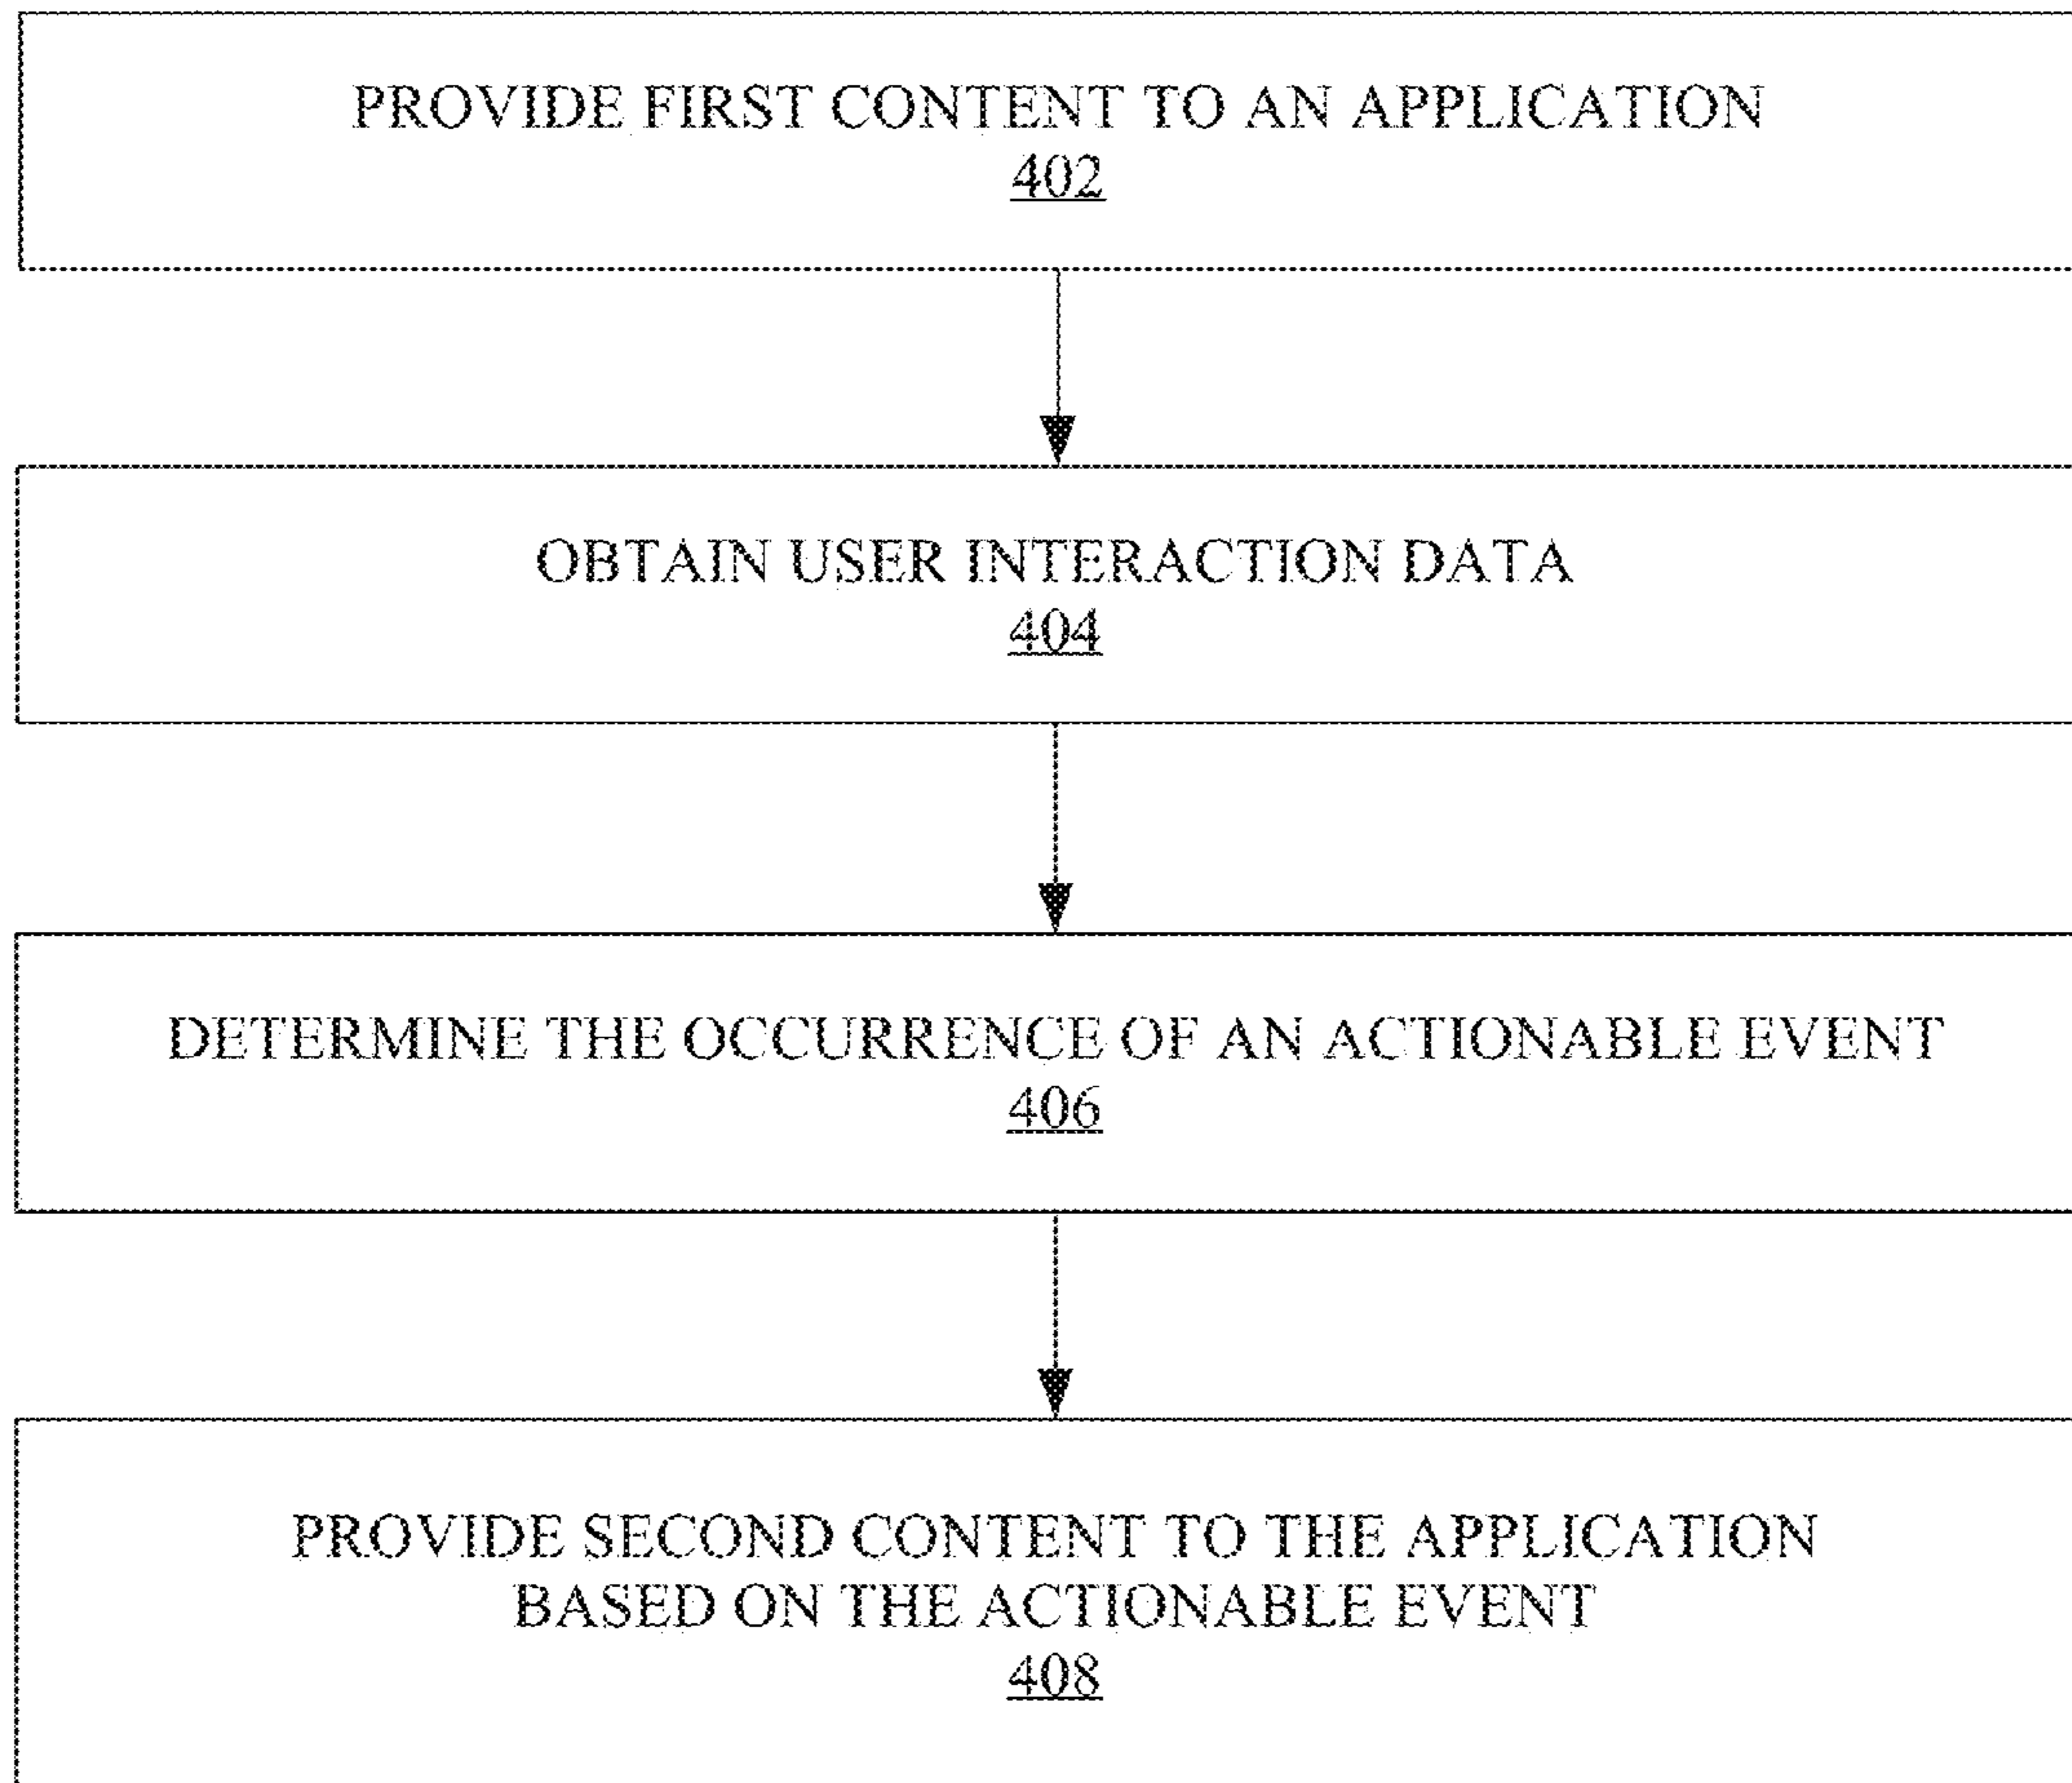 PROVIDE FIRST CONTENT TO AN APPLICATION
402
OBTAIN USER INTERACTION DATA
404
DETERMINE THE OCCURRENCE OF AN ACTIONABLE EVENT
406
PROVIDE SECOND CONTENT TO THE APPLICATION
BASED ON THE ACTIONABLE EVENT
408